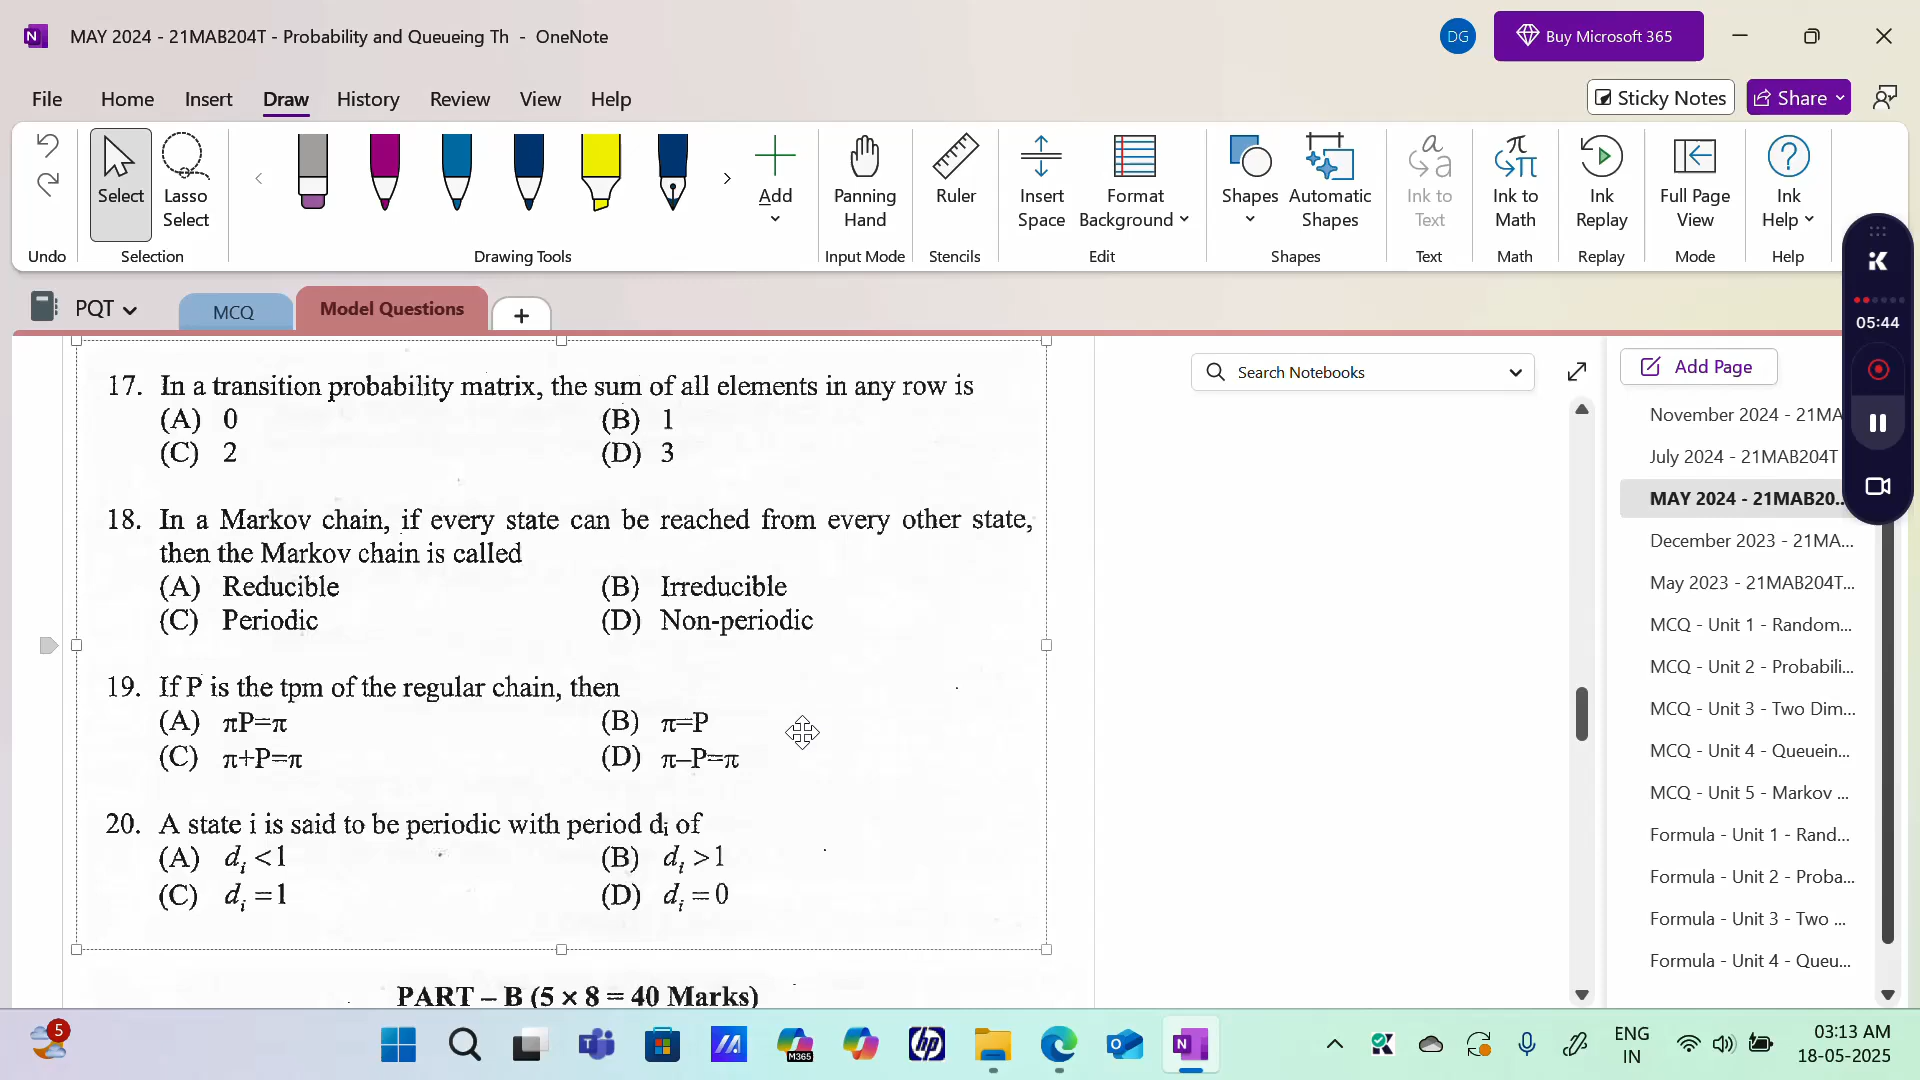 MAY 2024 - 21MAB204T - Probability and Queueing Th - OneNote
DG
Buy Microsoft 365
File Home Insert Draw History Review View Help
Sticky Notes
Share
Select
Lasso Select
Add
Panning Hand
Ruler
Insert Space
Format Background
Shapes
Automatic Shapes
Ink to Text
Ink to Math
Ink Replay
Full Page View
Ink Help
Undo Selection Drawing Tools Input Mode Stencils Edit Shapes Text Math Replay Mode Help
05:44
PQT
MCQ
Model Questions
Search Notebooks
Add Page
17. In a transition probability matrix, the sum of all elements in any row is
(A) 0 (B) 1
(C) 2 (D) 3
18. In a Markov chain, if every state can be reached from every other state,
then the Markov chain is called
(A) Reducible (B) Irreducible
(C) Periodic (D) Non-periodic
19. If P is the tpm of the regular chain, then
(A) πP=π (B) π=P
(C) π+P=π (D) π–P=π
20. A state i is said to be periodic with period dᵢ of
(A) dᵢ <1 (B) dᵢ >1
(C) dᵢ =1 (D) dᵢ =0
PART – B (5 × 8 = 40 Marks)
November 2024 - 21MA
July 2024 - 21MAB204T
MAY 2024 - 21MAB20...
December 2023 - 21MA...
May 2023 - 21MAB204T...
MCQ - Unit 1 - Random...
MCQ - Unit 2 - Probabili...
MCQ - Unit 3 - Two Dim...
MCQ - Unit 4 - Queuein...
MCQ - Unit 5 - Markov ...
Formula - Unit 1 - Rand...
Formula - Unit 2 - Proba...
Formula - Unit 3 - Two ...
Formula - Unit 4 - Queu...
5
M365
ENG
IN
03:13 AM
18-05-2025